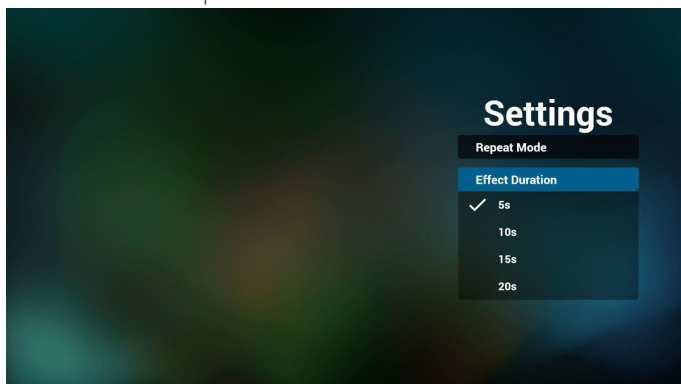 Settings
Repeat Mode
Effect Duration
5s
10s
15s
20s